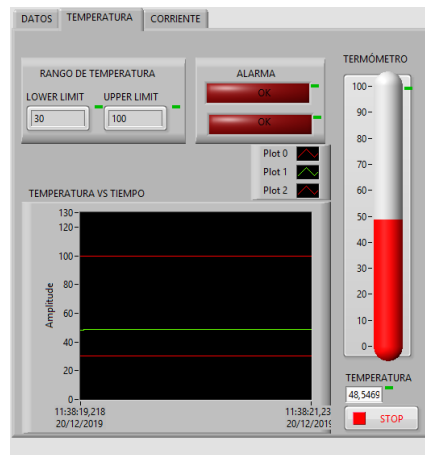 DATOS TEMPERATURA CORRIENTE
RANGO DE TEMPERATURA
LOWER LIMIT UPPER LIMIT
30 100
ALARMA
OK
OK
TERMÓMETRO
100
90
80
70
60
50
40
30
20
10
0
Plot 0
Plot 1
Plot 2
TEMPERATURA VS TIEMPO
Amplitude
130
120
100
80
60
40
20
0
11:38:19,218 11:38:21,23
20/12/2019 20/12/2019
TEMPERATURA
48,5469
STOP